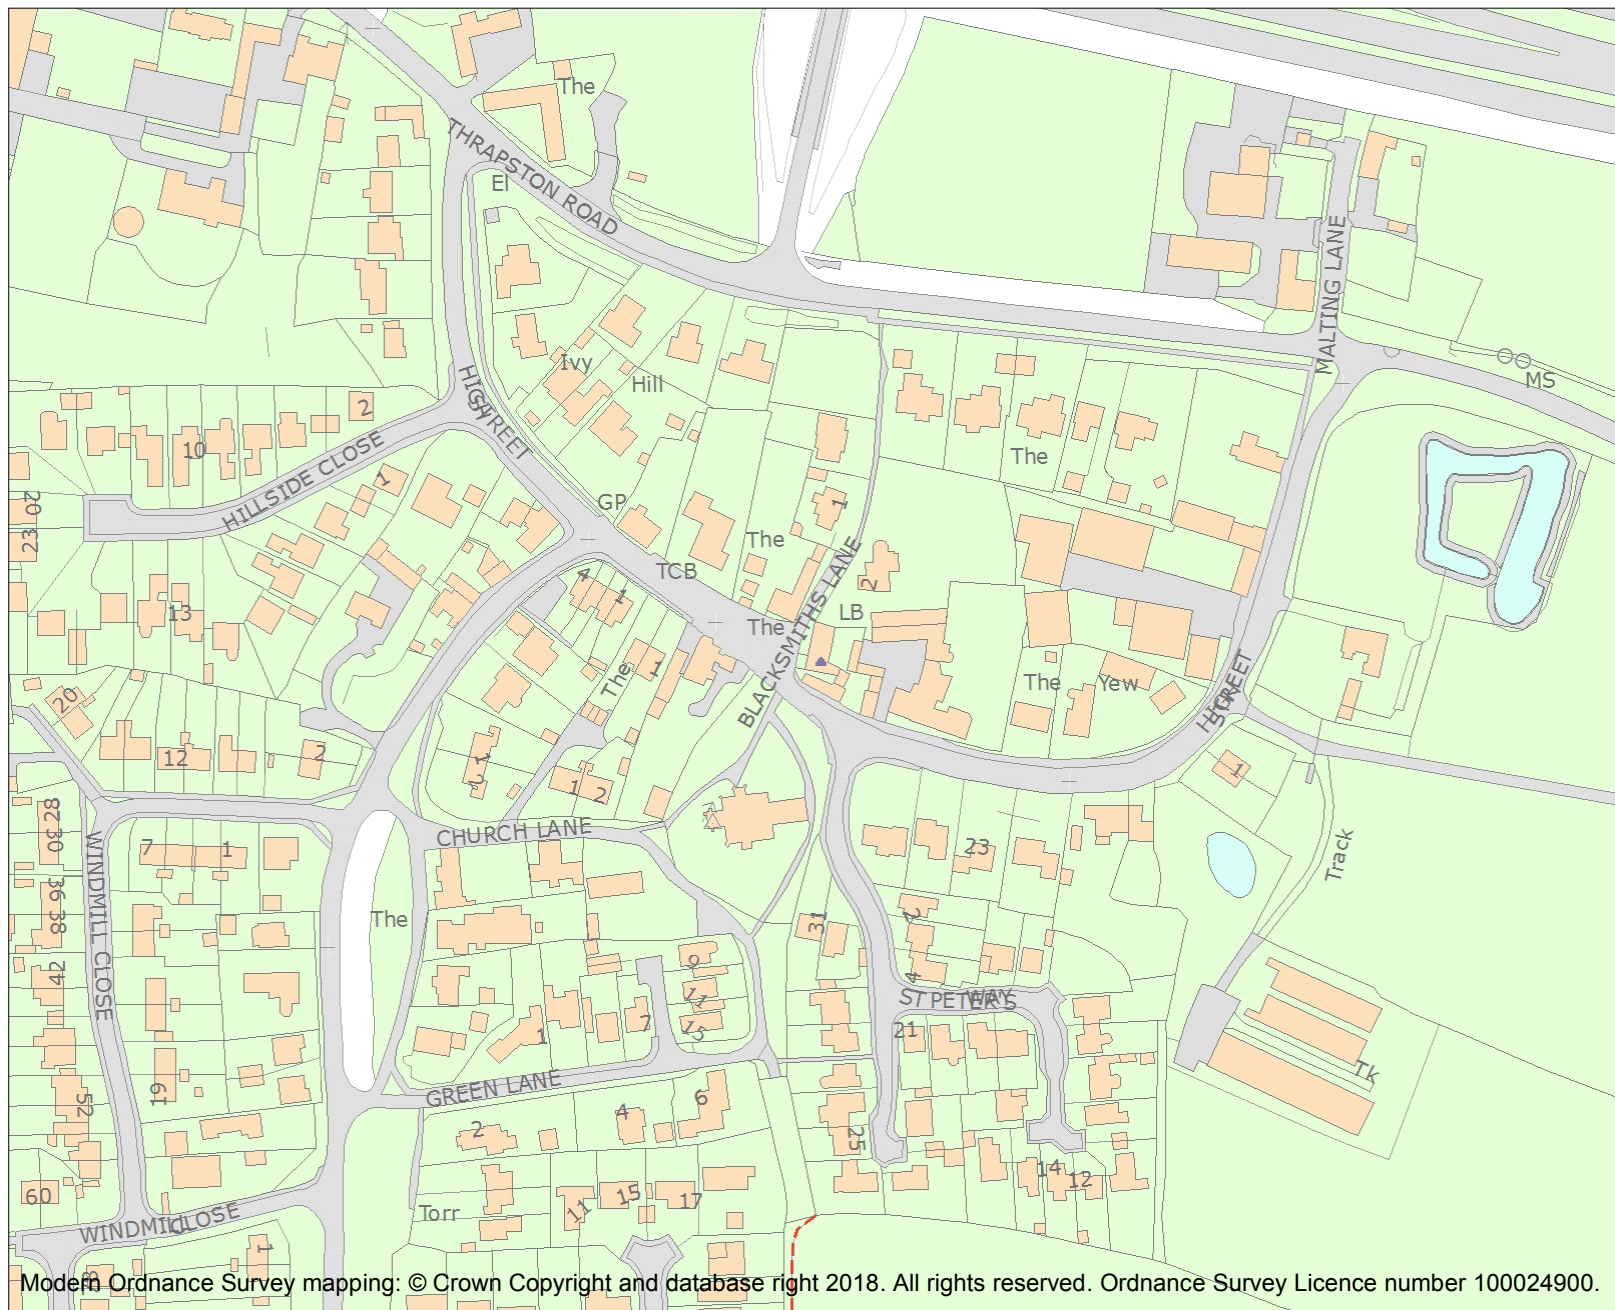 The
THRAPSTON ROAD
El
MALTING LANE
MS
Ivy
Hill
HIGH
STREET
2
10
HILLSIDE CLOSE
1
20
23
GP
The
1
The
TCB
4
1
2
LB
The
BLACKSMITHS LANE
13
The
1
The
Yew
HIGH
STREET
20
12
2
1
2
1
2
1
CHURCH LANE
28
30
7
1
WINDMILL CLOSE
36
38
The
23
Track
2
31
42
9
11
15
4
ST PETER'S
WAY
1
7
21
Tk
61
52
GREEN LANE
2
4
6
25
14
12
60
Torr
11
15
17
WINDMILL
CLOSE
1
Modern Ordnance Survey mapping: © Crown Copyright and database right 2018. All rights reserved. Ordnance Survey Licence number 100024900.